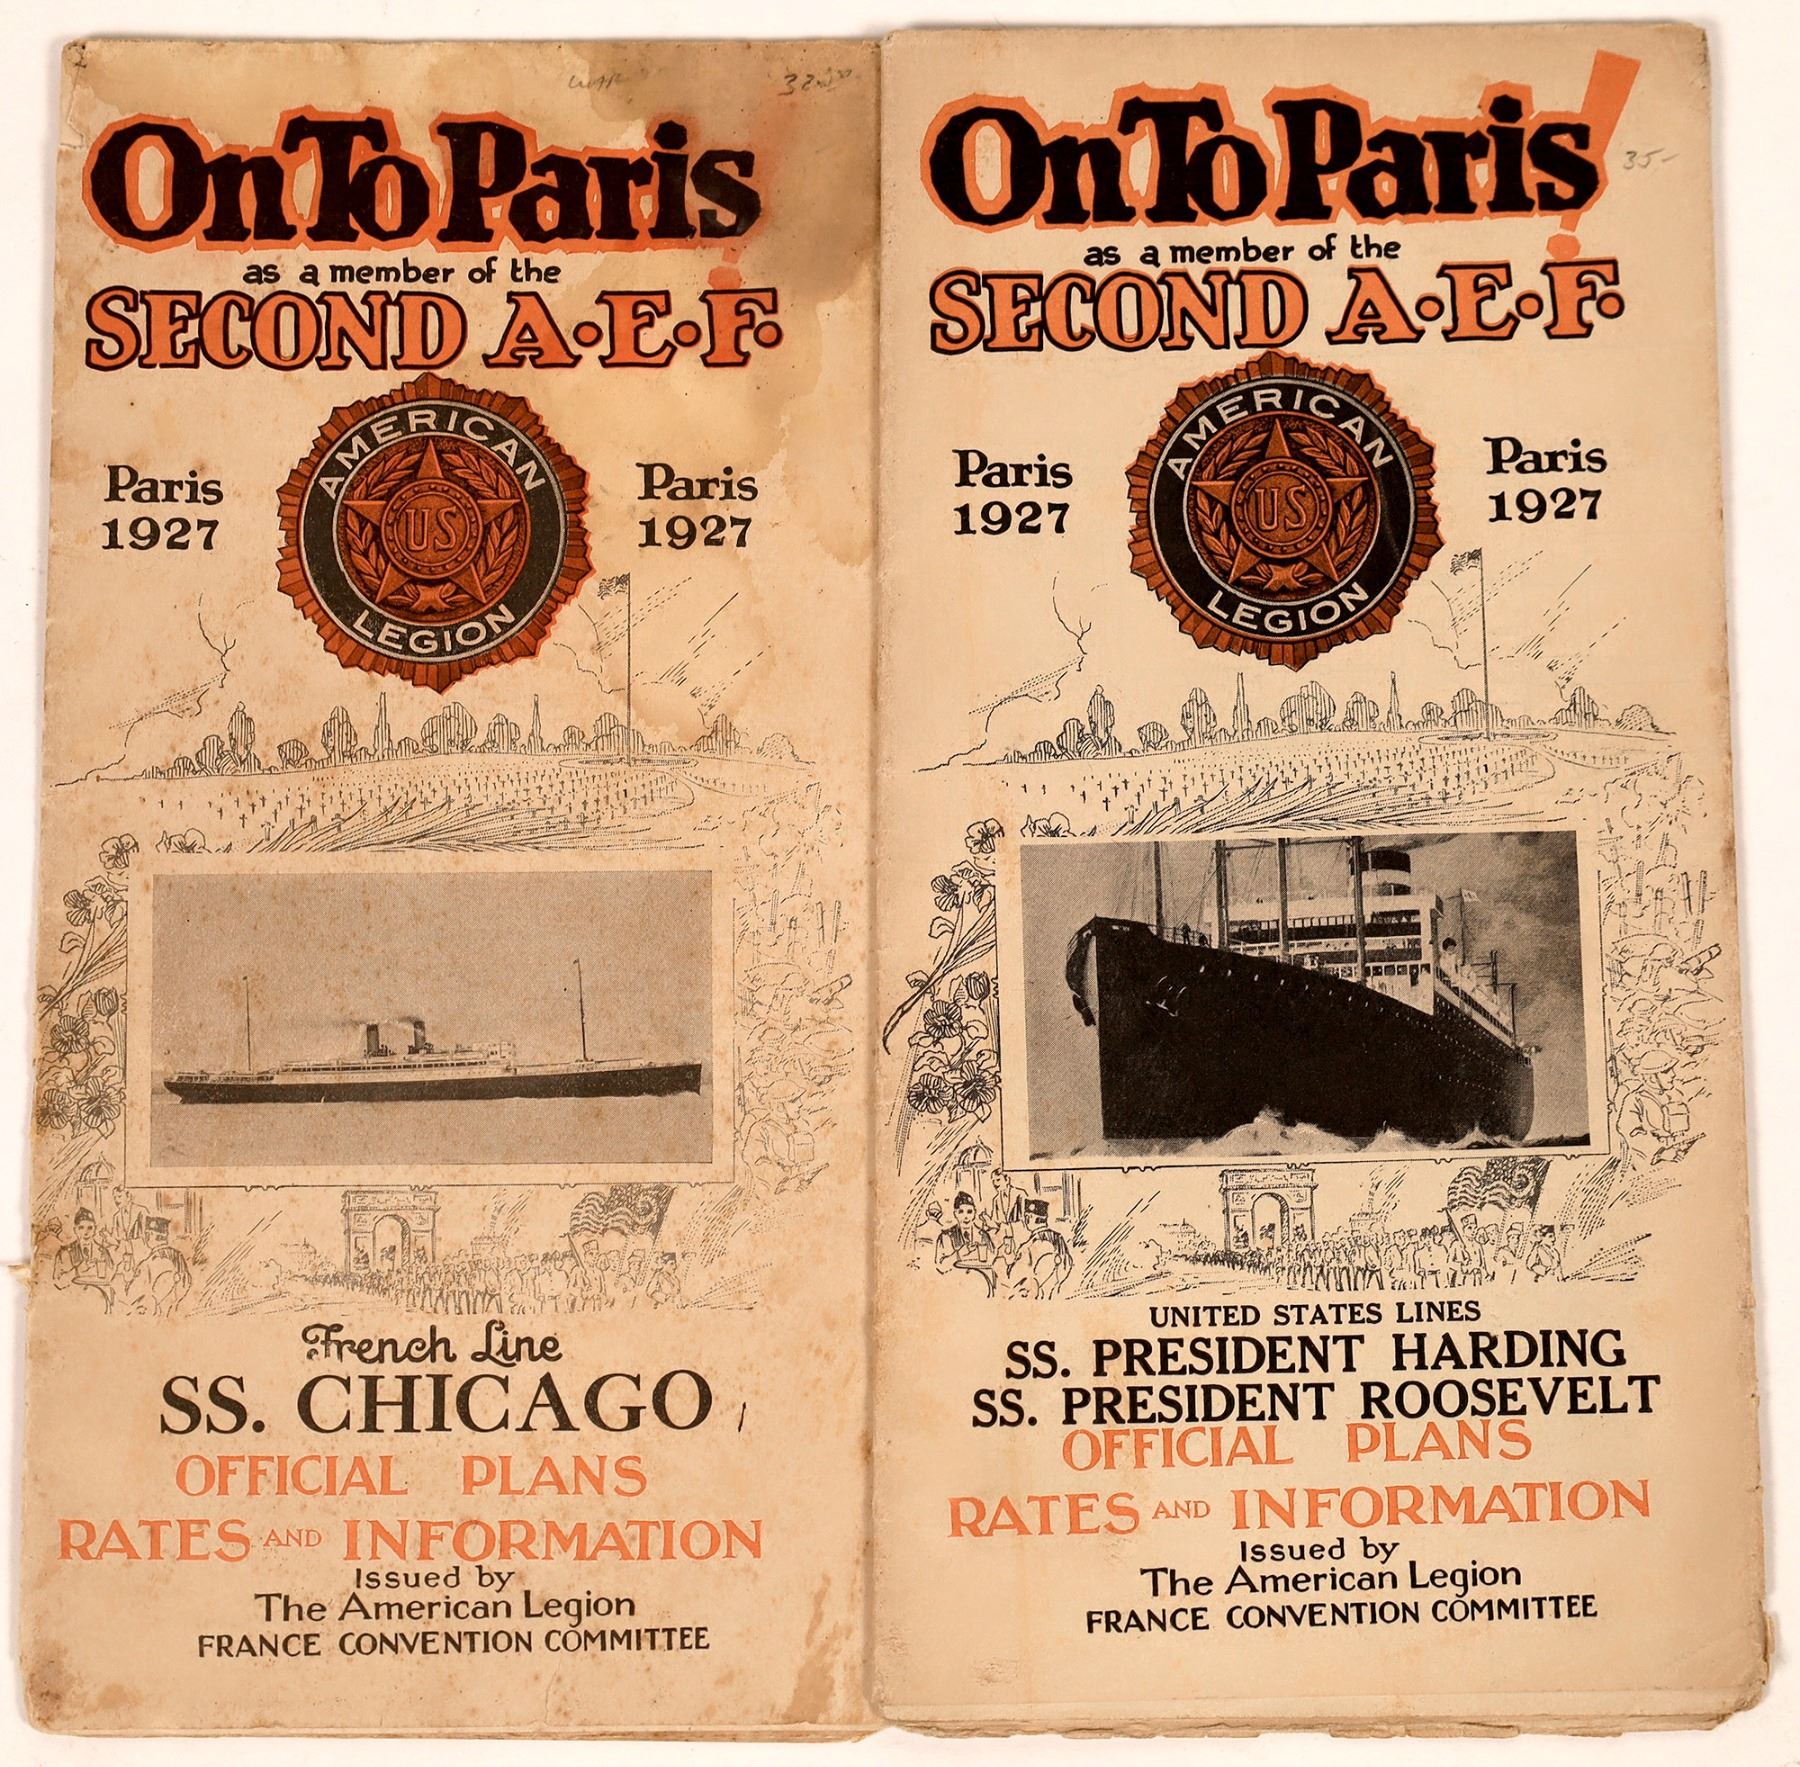 WAR
On To Paris!
as a member of the
SECOND A·E·F·
AMERICAN
Paris
1927
US
Paris
1927
LEGION
French Line
SS. CHICAGO
OFFICIAL PLANS
RATES AND INFORMATION
Issued by
The American Legion
FRANCE CONVENTION COMMITTEE
On To Paris!
35-
as a member of the
SECOND A·E·F·
AMERICAN
Paris
1927
US
Paris
1927
LEGION
UNITED STATES LINES
SS. PRESIDENT HARDING
SS. PRESIDENT ROOSEVELT
OFFICIAL PLANS
RATES AND INFORMATION
Issued by
The American Legion
FRANCE CONVENTION COMMITTEE